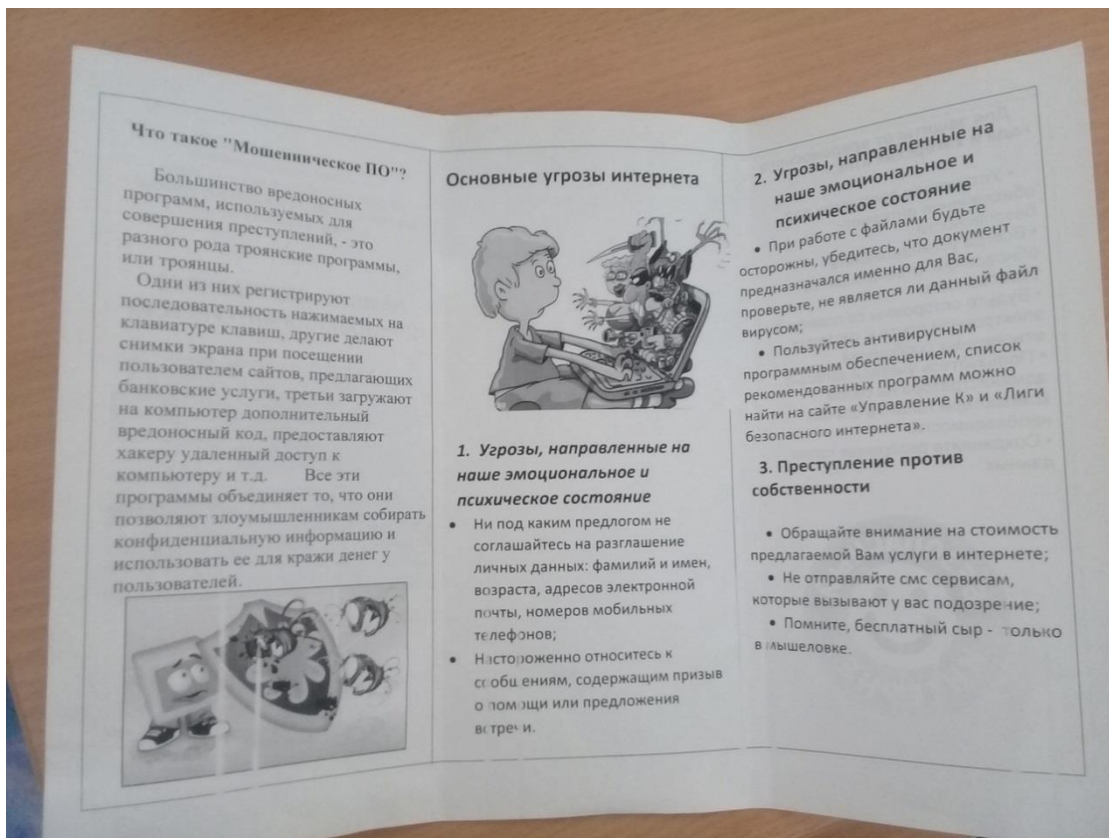 Что такое "Мошенническое ПО"?
Большинство вредоносных
программ, используемых для
совершения преступлений, - это
разного рода троянские программы,
или троянцы.
Одни из них регистрируют
последовательность нажимаемых на
клавиатуре клавиш, другие делают
снимки экрана при посещении
пользователем сайтов, предлагающих
банковские услуги, третьи загружают
на компьютер дополнительный
вредоносный код, предоставляют
хакеру удаленный доступ к
компьютеру и т.д. Все эти
программы объединяет то, что они
позволяют злоумышленникам собирать
конфиденциальную информацию и
использовать ее для кражи денег у
пользователей.
Основные угрозы интернета
1. Угрозы, направленные на
наше эмоциональное и
психическое состояние
• Ни под каким предлогом не
соглашайтесь на разглашение
личных данных: фамилий и имен,
возраста, адресов электронной
почты, номеров мобильных
телефонов;
• Настороженно относитесь к
сообщениям, содержащим призыв
о помощи или предложения
встречи.
2. Угрозы, направленные на
наше эмоциональное и
психическое состояние
• При работе с файлами будьте
осторожны, убедитесь, что документ
предназначался именно для Вас,
проверьте, не является ли данный файл
вирусом;
• Пользуйтесь антивирусным
программным обеспечением, список
рекомендованных программ можно
найти на сайте «Управление К» и «Лиги
безопасного интернета».
3. Преступление против
собственности
• Обращайте внимание на стоимость
предлагаемой Вам услуги в интернете;
• Не отправляйте смс сервисам,
которые вызывают у вас подозрение;
• Помните, бесплатный сыр - только
в мышеловке.